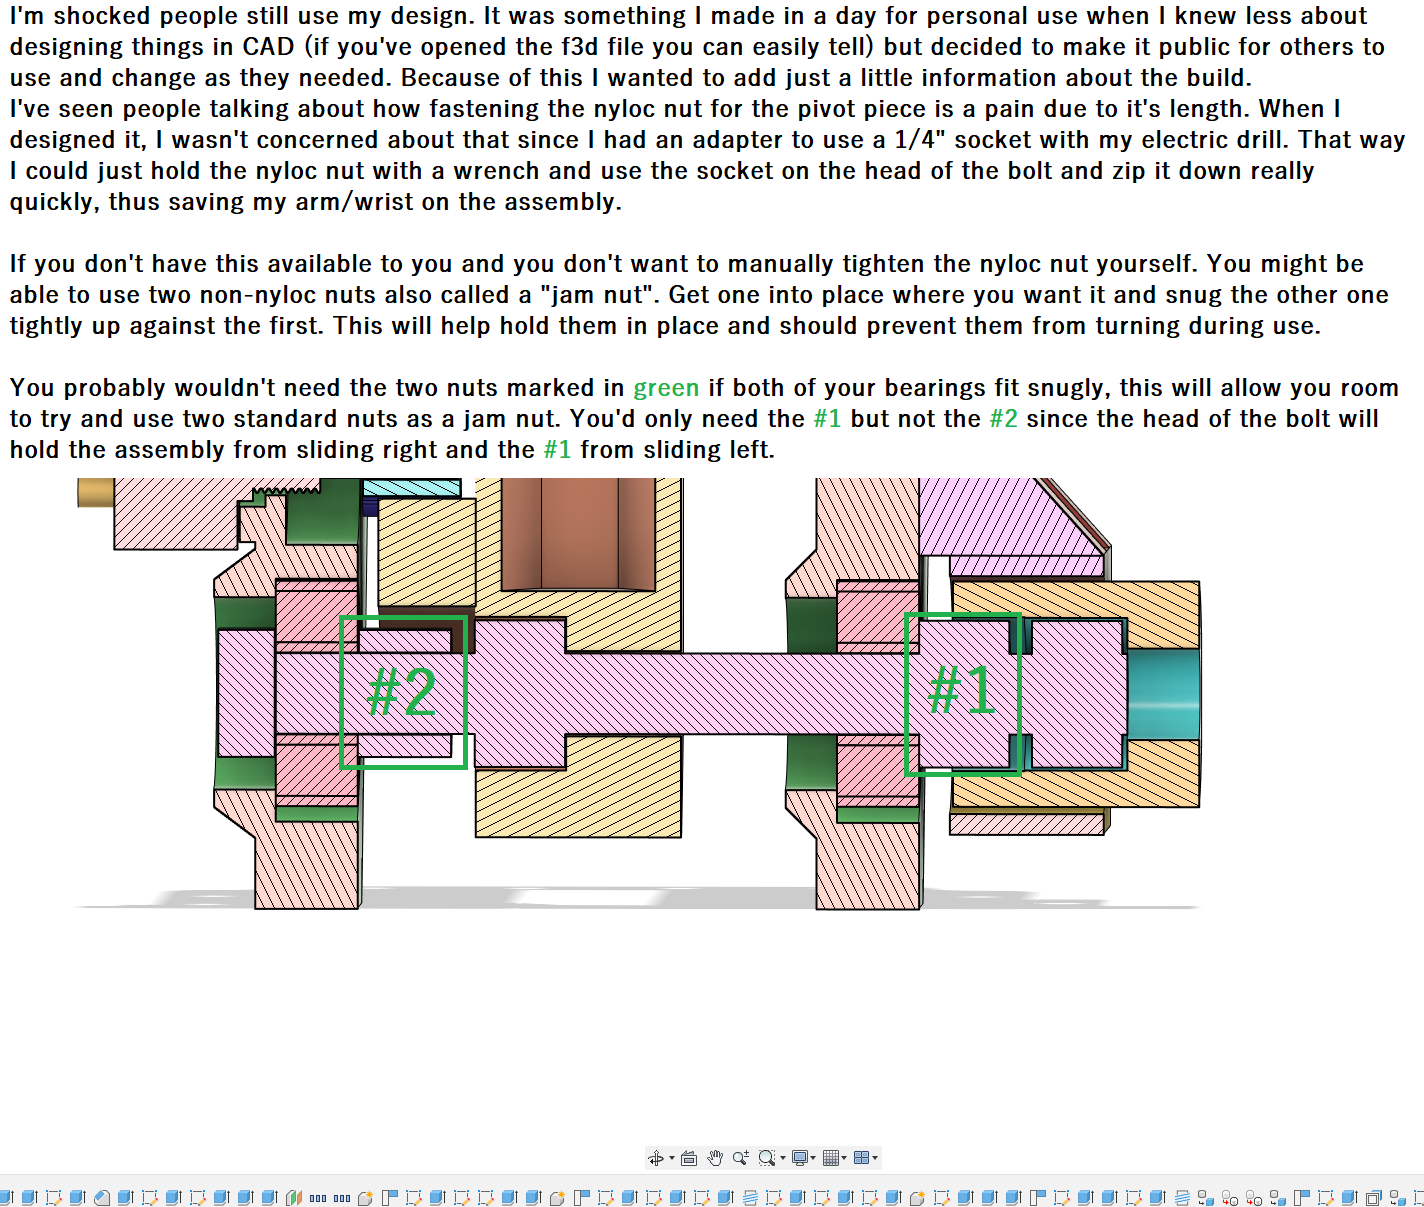 I'm shocked people still use my design. It was something I made in a day for personal use when I knew less about
designing things in CAD (if you've opened the f3d file you can easily tell) but decided to make it public for others to
use and change as they needed. Because of this I wanted to add just a little information about the build.
I've seen people talking about how fastening the nyloc nut for the pivot piece is a pain due to it's length. When I
designed it, I wasn't concerned about that since I had an adapter to use a 1/4" socket with my electric drill. That way
I could just hold the nyloc nut with a wrench and use the socket on the head of the bolt and zip it down really
quickly, thus saving my arm/wrist on the assembly.
If you don't have this available to you and you don't want to manually tighten the nyloc nut yourself. You might be
able to use two non-nyloc nuts also called a "jam nut". Get one into place where you want it and snug the other one
tightly up against the first. This will help hold them in place and should prevent them from turning during use.
You probably wouldn't need the two nuts marked in green if both of your bearings fit snugly, this will allow you room
to try and use two standard nuts as a jam nut. You'd only need the #1 but not the #2 since the head of the bolt will
hold the assembly from sliding right and the #1 from sliding left.
#2
#1